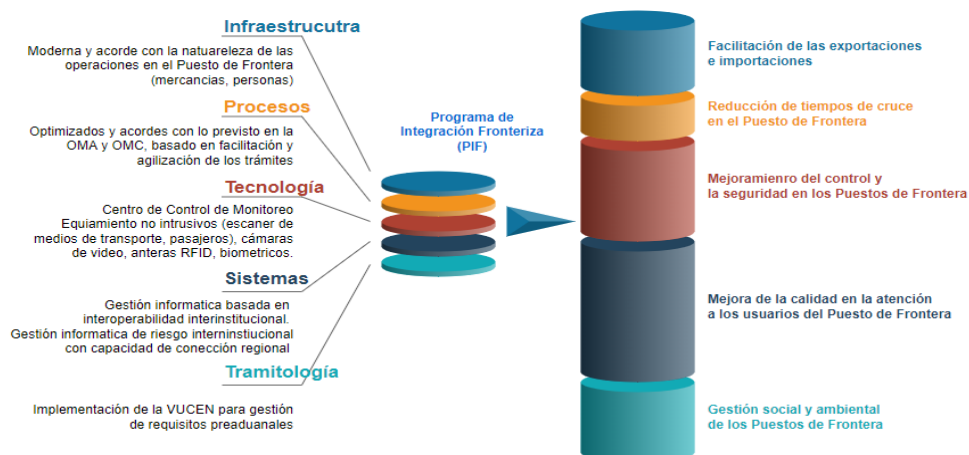 Infraestrucutra
Moderna y acorde con la natuareleza de las
operaciones en el Puesto de Frontera
(mercancias, personas)
Procesos
Optimizados y acordes con lo previsto en la
OMA y OMC, basado en facilitación y
agilización de los trámites
Tecnología
Centro de Control de Monitoreo
Equiamiento no intrusivos (escaner de
medios de transporte, pasajeros), cámaras
de video, anteras RFID, biometricos.
Sistemas
Gestión informatica basada en
interoperabilidad interinstitucional.
Gestión informatica de riesgo interninstiucional
con capacidad de conección regional
Tramitología
Implementación de la VUCEN para gestión
de requisitos preaduanales
Programa de
Integración Fronteriza
(PIF)
Facilitación de las exportaciones
e importaciones
Reducción de tiempos de cruce
en el Puesto de Frontera
Mejoramienro del control y
la seguridad en los Puestos de Frontera
Mejora de la calidad en la atención
a los usuarios del Puesto de Frontera
Gestión social y ambiental
de los Puestos de Frontera